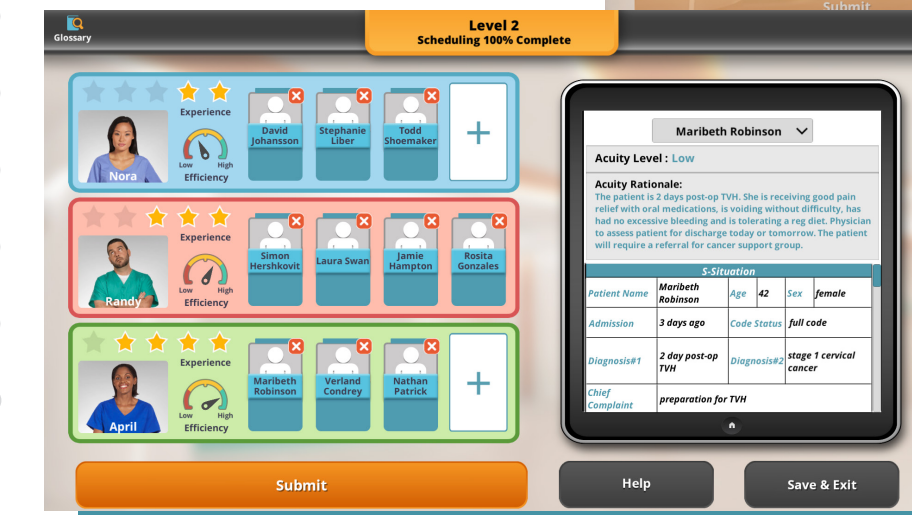 Submit
Glossary
Level 2
Scheduling 100% Complete
Experience
Low High
Efficiency
Nora
David
Johansson
Stephanie
Liber
Todd
Shoemaker
+
Experience
Low High
Efficiency
Randy
Simon
Hershkovit
Laura Swan
Jamie
Hampton
Rosita
Gonzales
Experience
Low High
Efficiency
April
Maribeth
Robinson
Verland
Condrey
Nathan
Patrick
+
Submit
Maribeth Robinson
Acuity Level : Low
Acuity Rationale:
The patient is 2 days post-op TVH. She is receiving good pain
relief with oral medications, is voiding without difficulty, has
had no excessive bleeding and is tolerating a reg diet. Physician
to assess patient for discharge today or tomorrow. The patient
will require a referral for cancer support group.
S-Situation
Patient Name Maribeth Robinson Age 42 Sex female
Admission 3 days ago Code Status full code
Diagnosis#1 2 day post-op TVH Diagnosis#2 stage 1 cervical cancer
Chief Complaint preparation for TVH
Help
Save & Exit